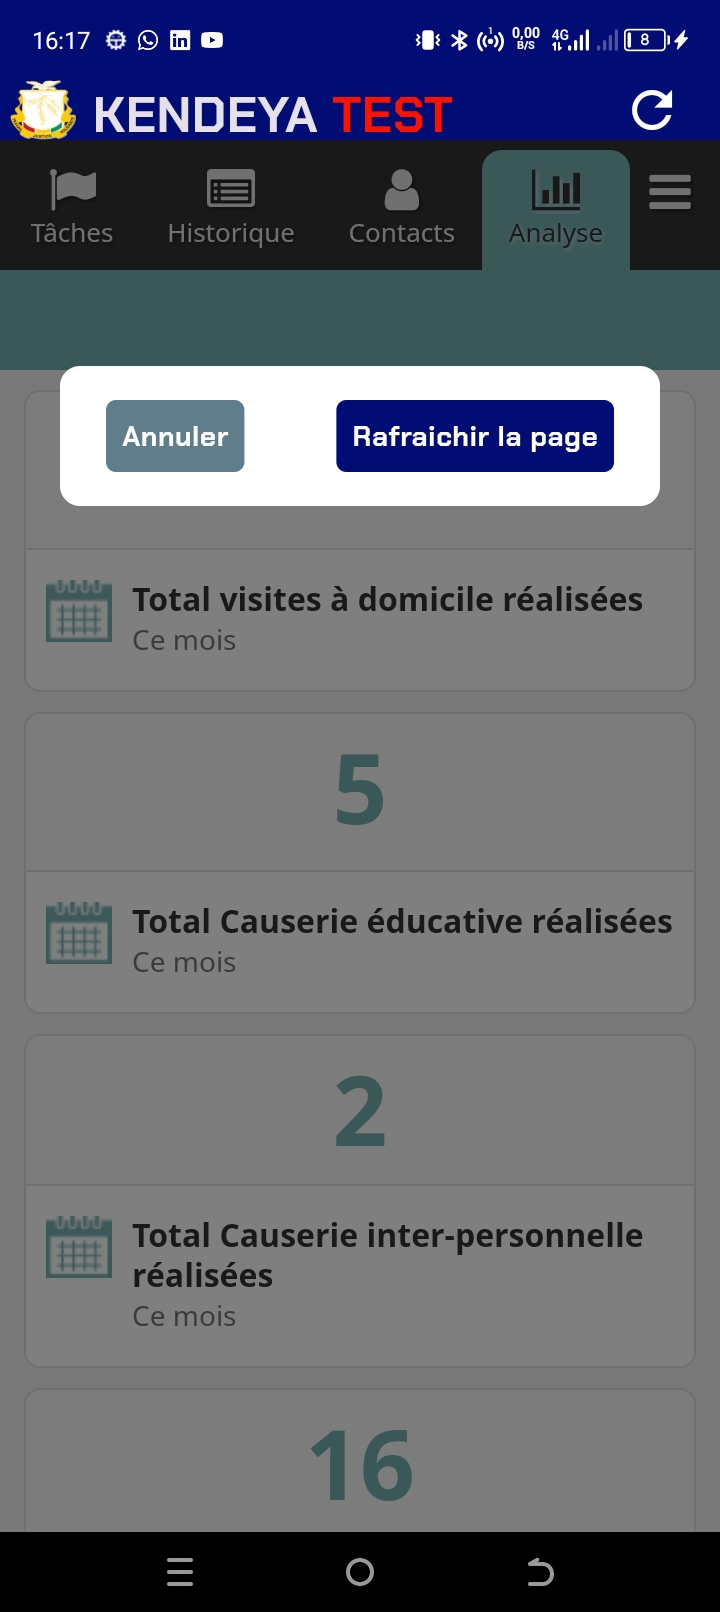 16:17
1
0,00
B/S
4G
8
KENDEYA TEST
Tâches
Historique
Contacts
Analyse
Annuler
Rafraichir la page
Total visites à domicile réalisées
Ce mois
5
Total Causerie éducative réalisées
Ce mois
2
Total Causerie inter-personnelle
réalisées
Ce mois
16